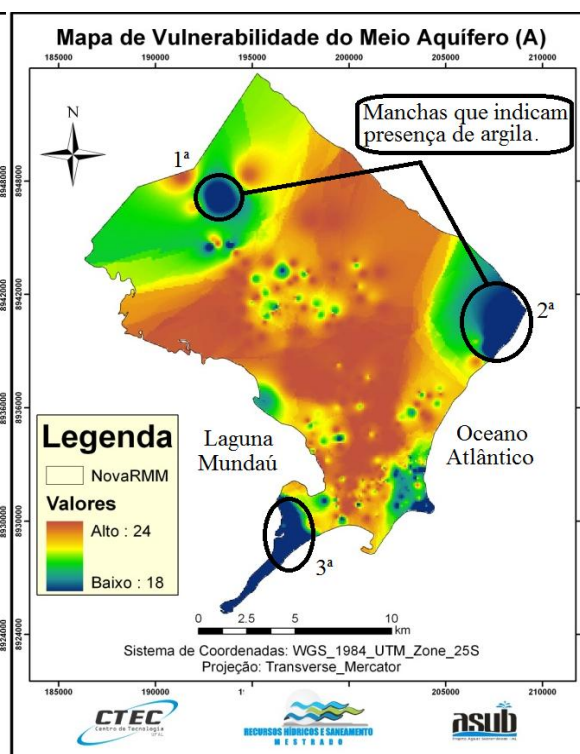 Mapa de Vulnerabilidade do Meio Aquífero (A)
185000 190000 195000 200000 205000 210000
Manchas que indicam
presença de argila.
N
1ª
8948000
8942000
2ª
8936000
Legenda
NovaRMM
Valores
Alto : 24
Baixo : 18
Laguna
Mundaú
Oceano
Atlântico
8930000
3ª
8924000
0 2.5 5 10
km
Sistema de Coordenadas: WGS_1984_UTM_Zone_25S
Projeção: Transverse_Mercator
185000 190000 1 205000 210000
CTEC
Centro de Tecnologia
RECURSOS HÍDRICOS E SANEAMENTO
MESTRADO
asub